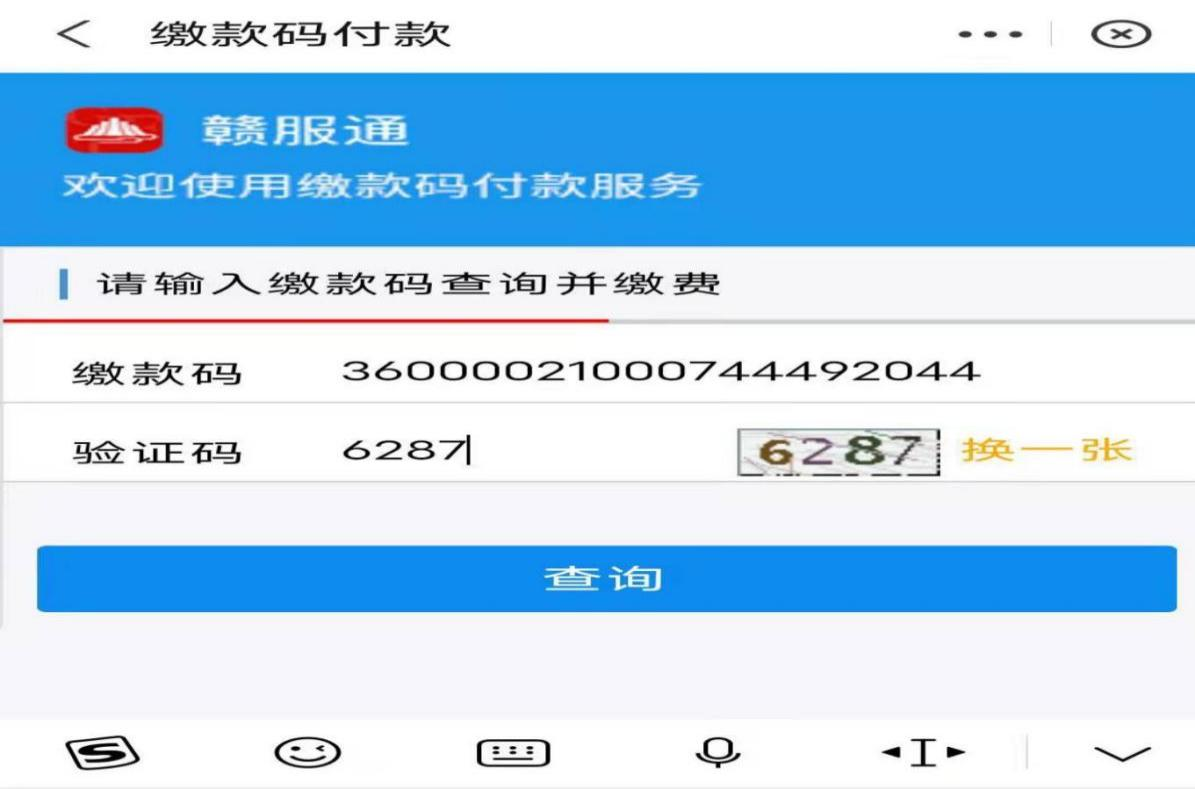 缴款码付款
赣服通
欢迎使用缴款码付款服务
请输入缴款码查询并缴费
缴款码 36000021000744492044
验证码 6287 6287 换一张
查询